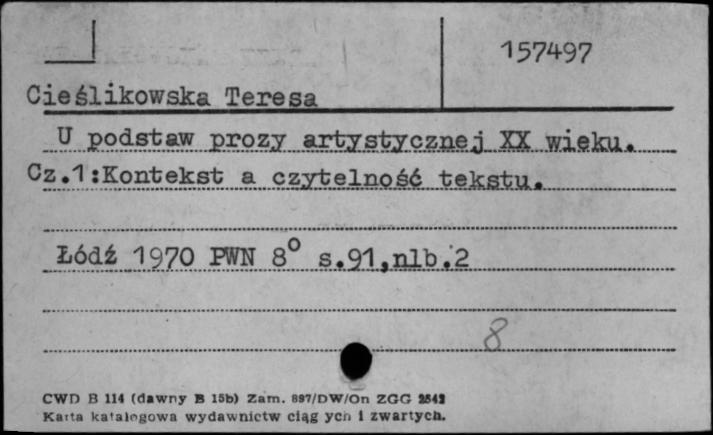 157497
Cieślikowska Teresa
U podstaw prozy artystycznej XX wieku.
Cz.1:Kontekst a czytelność tekstu.
Łódź 1970 PWN 8° s.91,nlb.2
8
CWD B 114 (dawny B 15b) Zam. 897/DW/On ZGG 2542
Karta katalogowa wydawnictw ciąg ych i zwartych.